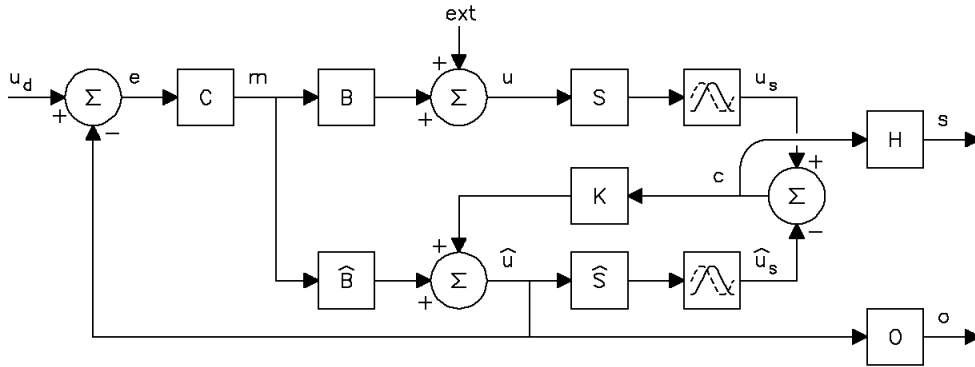 ext
u_d
e
m
u
u_s
s
+
−
Σ
C
B
+
+
Σ
S
H
c
+
−
Σ
K
+
+
Σ
B̂
û
Ŝ
û_s
O
o